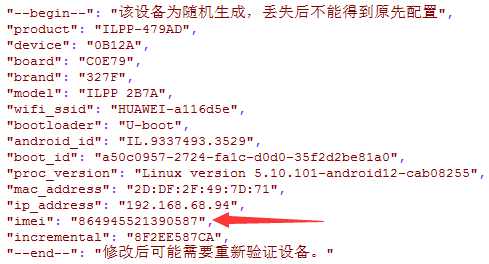 "--begin--": "该设备为随机生成，丢失后不能得到原先配置",
"product": "ILPP-479AD",
"device": "0B12A",
"board": "C0E79",
"brand": "327F",
"model": "ILPP 2B7A",
"wifi_ssid": "HUAWEI-a116d5e",
"bootloader": "U-boot",
"android_id": "IL.9337493.3529",
"boot_id": "a50c0957-2724-fa1c-d0d0-35f2d2be81a0",
"proc_version": "Linux version 5.10.101-android12-cab08255",
"mac_address": "2D:DF:2F:49:7D:71",
"ip_address": "192.168.68.94",
"imei": "864945521390587",
"incremental": "8F2EE587CA",
"--end--": "修改后可能需要重新验证设备。"